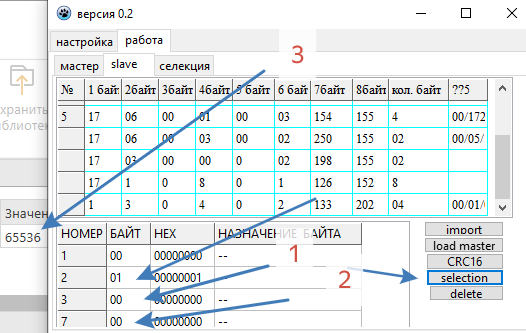 версия 0.2
настройка работа
мастер slave селекция
хранить
иблиотек
Значен
65536
3
№ 1 байт 2байт 3байт 4байт 5 байт 6 байт 7байт 8байт кол. байт ??5
5 17 06 00 01 00 03 154 155 4 00/172
17 06 00 03 00 02 250 155 02 00/05/
17 03 00 00 0 02 198 155 02
17 1 0 8 0 1 126 152 8
1 3 0 4 0 2 133 202 04 00/01/0
НОМЕР БАЙТ HEX НАЗНАЧЕНИЕ БАЙТА
1 00 00000000 --
2 01 00000001
3 00 00000000 --
7 00 00000000 --
1
2
import
load master
CRC16
selection
delete